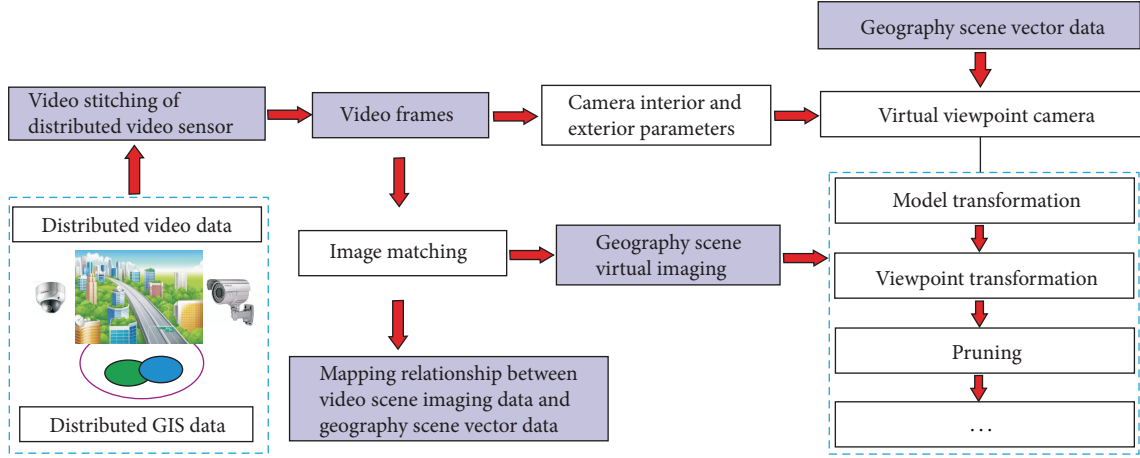 Geography scene vector data
Video stitching of
distributed video sensor
Video frames
Camera interior and
exterior parameters
Virtual viewpoint camera
Distributed video data
Image matching
Geography scene
virtual imaging
Model transformation
Viewpoint transformation
Pruning
...
Mapping relationship between
video scene imaging data and
geography scene vector data
Distributed GIS data